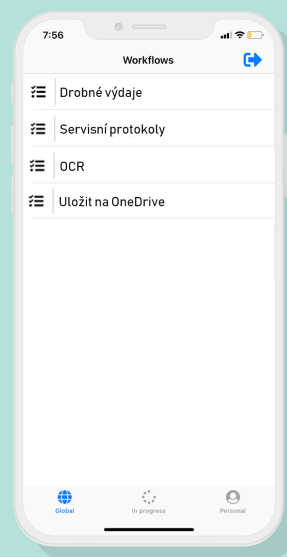 7:56
Workflows
Drobné výdaje
Servisní protokoly
OCR
Uložit na OneDrive
Global
In progress
Personal